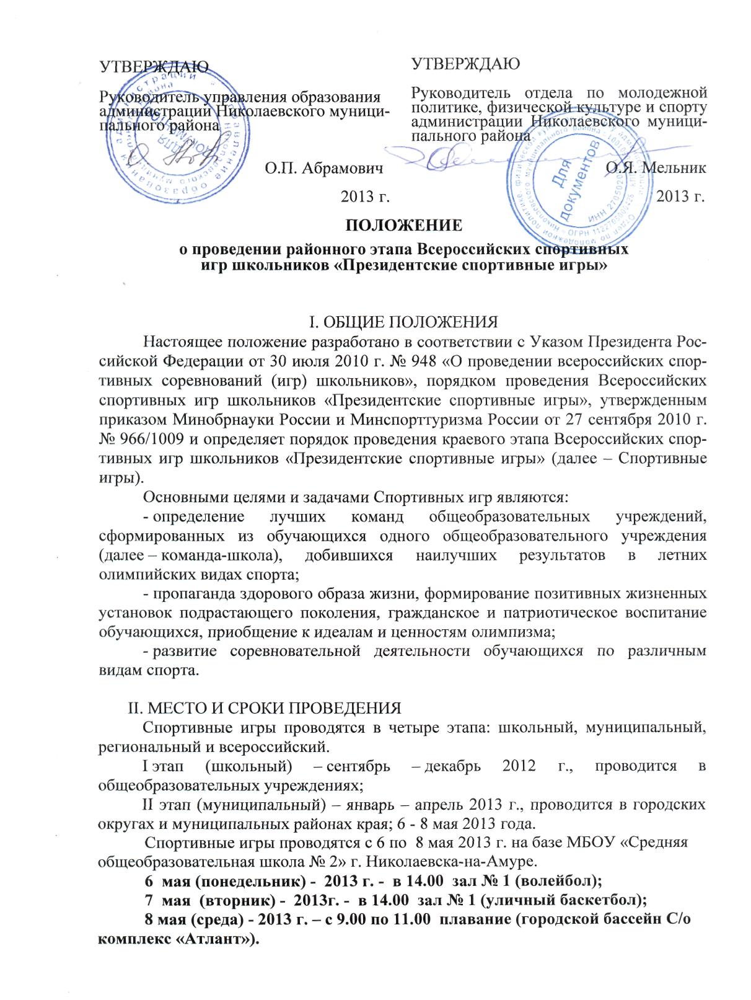 УТВЕРЖДАЮ
Руководитель управления образования
администрации Николаевского муници-
пального района
О.П. Абрамович
2013 г.
УТВЕРЖДАЮ
Руководитель отдела по молодежной
политике, физической культуре и спорту
администрации Николаевского муници-
пального района
О.Я. Мельник
2013 г.
Для
документов
Для
документов
ПОЛОЖЕНИЕ
о проведении районного этапа Всероссийских спортивных
игр школьников «Президентские спортивные игры»
I. ОБЩИЕ ПОЛОЖЕНИЯ
Настоящее положение разработано в соответствии с Указом Президента Рос-
сийской Федерации от 30 июля 2010 г. № 948 «О проведении всероссийских спор-
тивных соревнований (игр) школьников», порядком проведения Всероссийских
спортивных игр школьников «Президентские спортивные игры», утвержденным
приказом Минобрнауки России и Минспорттуризма России от 27 сентября 2010 г.
№ 966/1009 и определяет порядок проведения краевого этапа Всероссийских спор-
тивных игр школьников «Президентские спортивные игры» (далее – Спортивные
игры).
Основными целями и задачами Спортивных игр являются:
- определение лучших команд общеобразовательных учреждений,
сформированных из обучающихся одного общеобразовательного учреждения
(далее – команда-школа), добившихся наилучших результатов в летних
олимпийских видах спорта;
- пропаганда здорового образа жизни, формирование позитивных жизненных
установок подрастающего поколения, гражданское и патриотическое воспитание
обучающихся, приобщение к идеалам и ценностям олимпизма;
- развитие соревновательной деятельности обучающихся по различным
видам спорта.
II. МЕСТО И СРОКИ ПРОВЕДЕНИЯ
Спортивные игры проводятся в четыре этапа: школьный, муниципальный,
региональный и всероссийский.
I этап (школьный) – сентябрь – декабрь 2012 г., проводится в
общеобразовательных учреждениях;
II этап (муниципальный) – январь – апрель 2013 г., проводится в городских
округах и муниципальных районах края; 6 - 8 мая 2013 года.
Спортивные игры проводятся с 6 по 8 мая 2013 г. на базе МБОУ «Средняя
общеобразовательная школа № 2» г. Николаевска-на-Амуре.
6 мая (понедельник) - 2013 г. - в 14.00 зал № 1 (волейбол);
7 мая (вторник) - 2013г. - в 14.00 зал № 1 (уличный баскетбол);
8 мая (среда) - 2013 г. – с 9.00 по 11.00 плавание (городской бассейн С/о
комплекс «Атлант»).